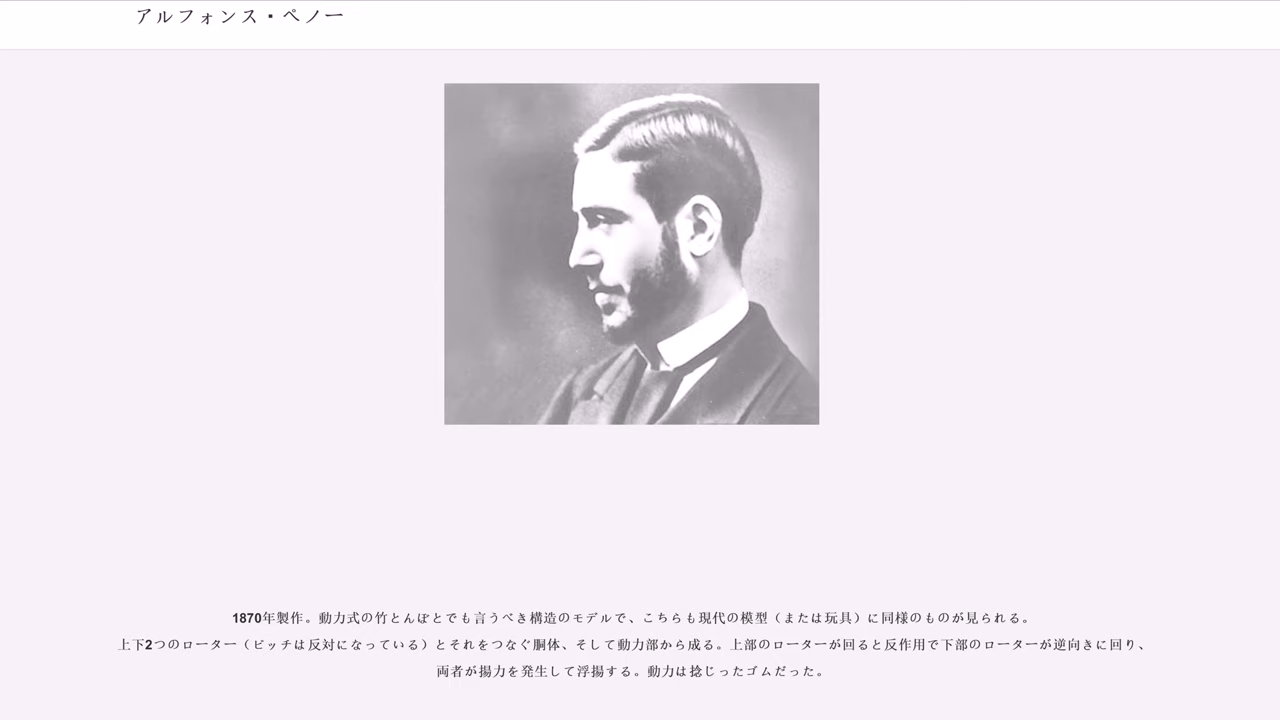 アルフォンス・ペノー
1870年製作。動力式の竹とんぼとでも言うべき構造のモデルで、こちらも現代の模型（または玩具）に同様のものが見られる。
上下2つのローター（ピッチは反対になっている）とそれをつなぐ胴体、そして動力部から成る。上部のローターが回ると反作用で下部のローターが逆向きに回り、
両者が揚力を発生して浮揚する。動力は捻じったゴムだった。